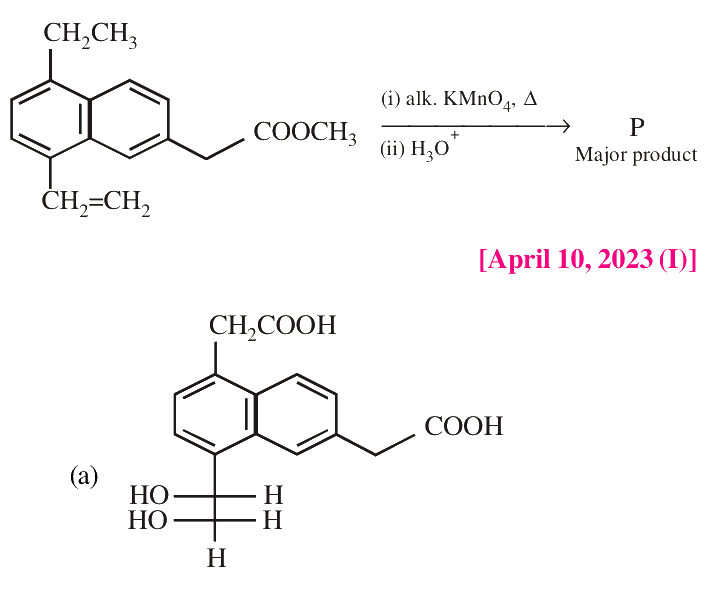 CH₂CH₃
(i) alk. KMnO₄, Δ
COOCH₃
P
(ii) H₃O⁺
Major product
CH₂=CH₂
[April 10, 2023 (I)]
CH₂COOH
COOH
(a)
HO H
HO H
H